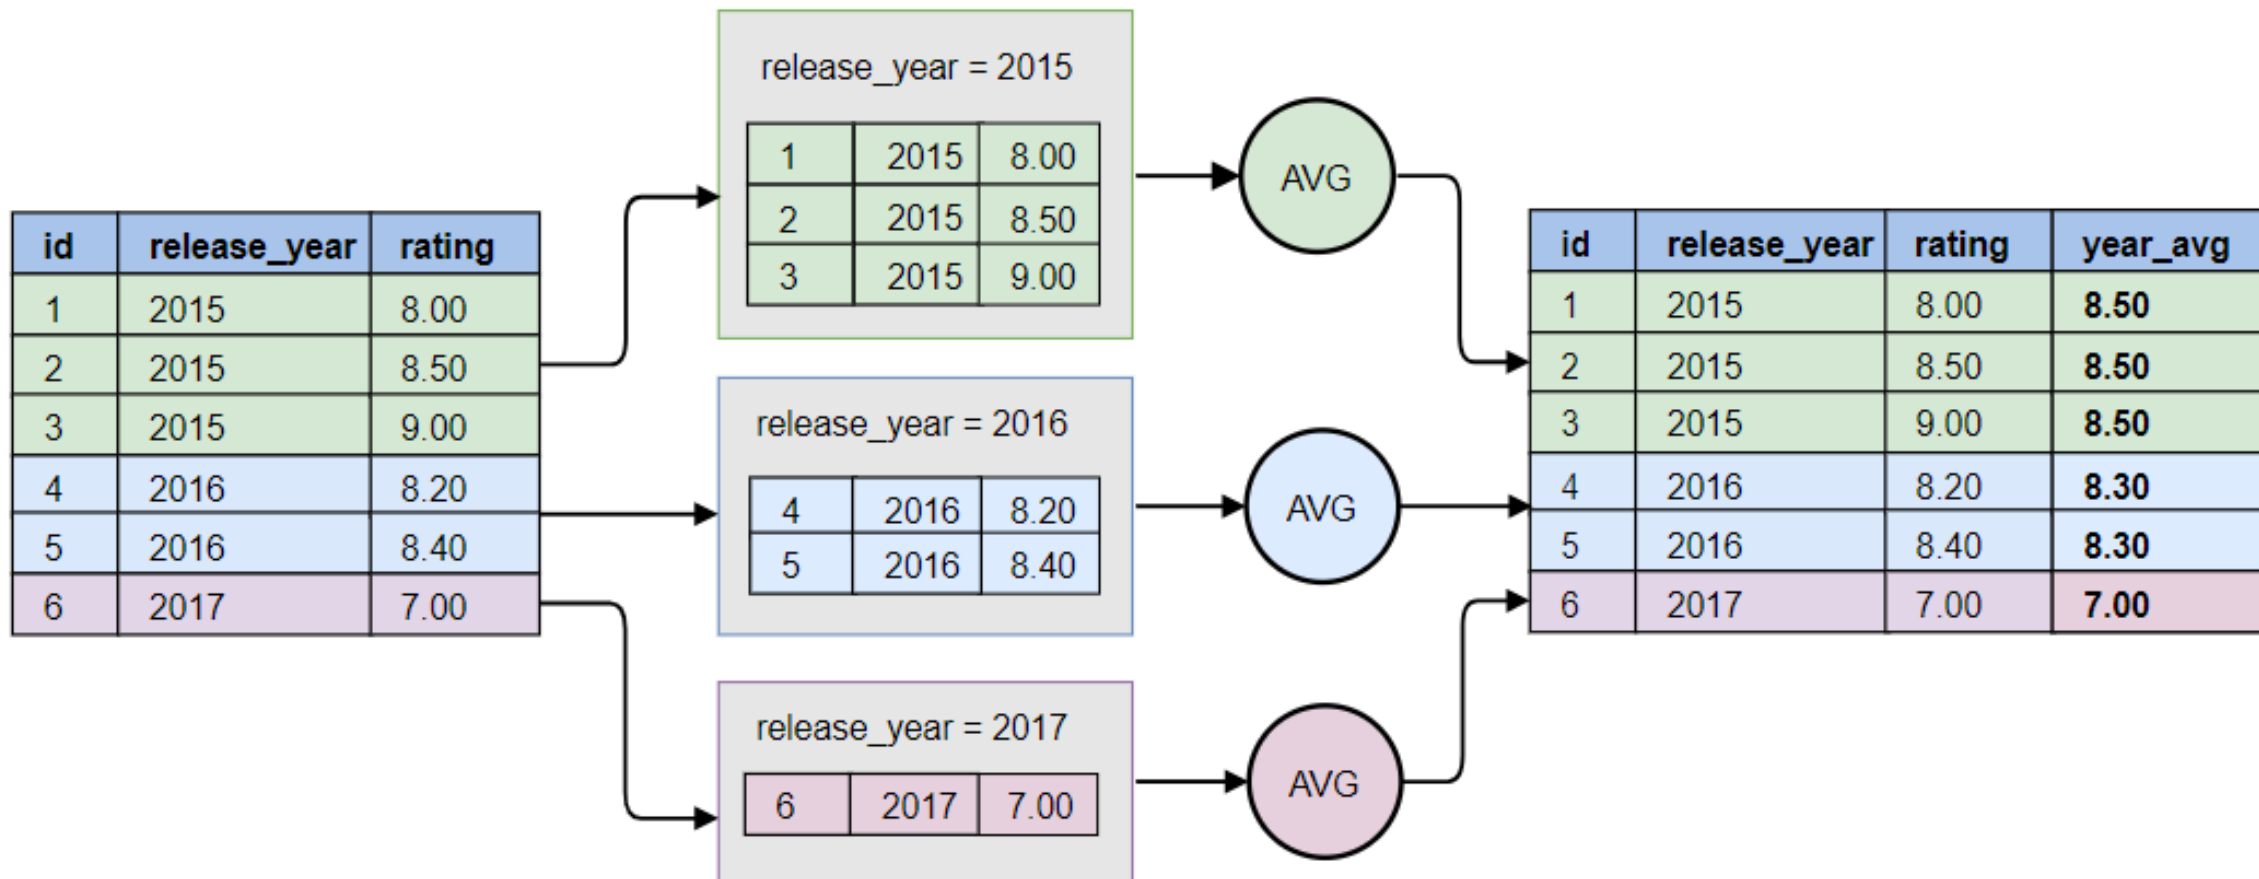 id release_year rating
1 2015 8.00
2 2015 8.50
3 2015 9.00
4 2016 8.20
5 2016 8.40
6 2017 7.00
release_year = 2015
1 2015 8.00
2 2015 8.50
3 2015 9.00
AVG
release_year = 2016
4 2016 8.20
5 2016 8.40
AVG
release_year = 2017
6 2017 7.00
AVG
id release_year rating year_avg
1 2015 8.00 8.50
2 2015 8.50 8.50
3 2015 9.00 8.50
4 2016 8.20 8.30
5 2016 8.40 8.30
6 2017 7.00 7.00